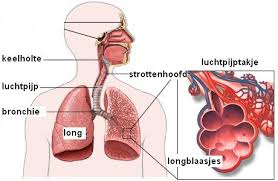 keelholte
luchtpijptakje
strottenhoofd
luchtpijp
bronchie
long
longblaasjes